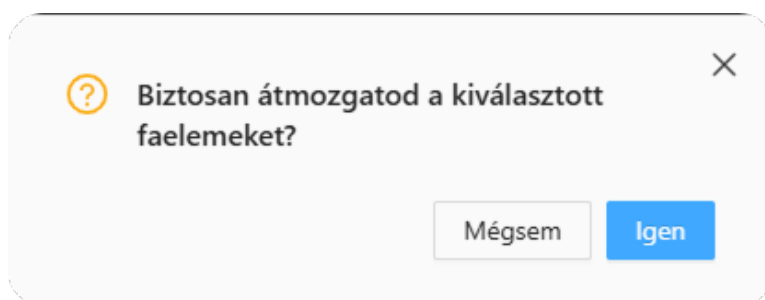 Biztosan átmozgatod a kiválasztott
faelemeket?
Mégsem
Igen